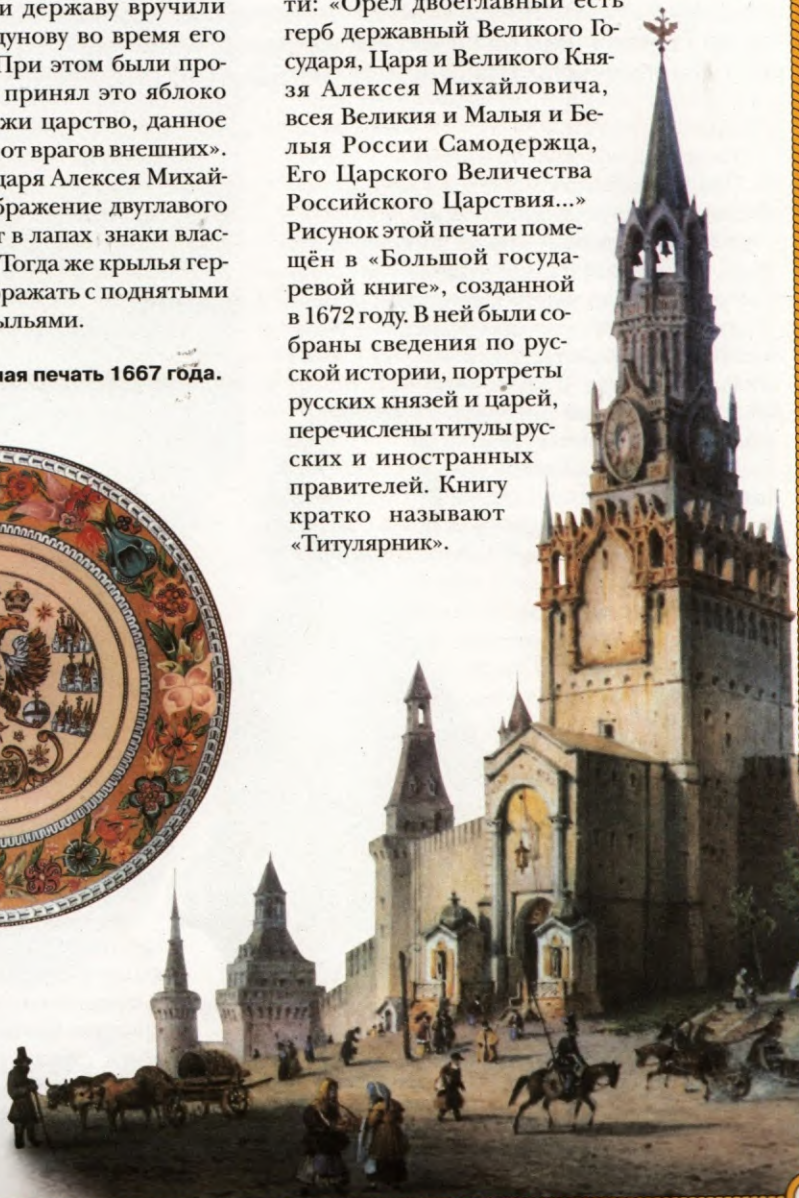 и державу вручили
дунову во время его
При этом были про-
принял это яблоко
жи царство, данное
от врагов внешних».
царя Алексея Михай-
бражение двуглавого
т в лапах знаки влас-
Тогда же крылья гер-
ражать с поднятыми
ыльями.
ная печать 1667 года.
ти: «Орел двоеглавный есть
герб державный Великого Го-
сударя, Царя и Великого Кня-
зя Алексея Михайловича,
всея Великия и Малыя и Бе-
лыя России Самодержца,
Его Царского Величества
Российского Царствия...»
Рисунок этой печати поме-
щён в «Большой госуда-
ревой книге», созданной
в 1672 году. В ней были со-
браны сведения по рус-
ской истории, портреты
русских князей и царей,
перечислены титулы рус-
ских и иностранных
правителей. Книгу
кратко называют
«Титулярник».